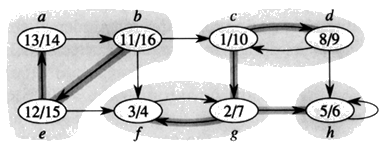 a b c d
13/14 11/16 1/10 8/9
12/15 3/4 2/7 5/6
e f g h